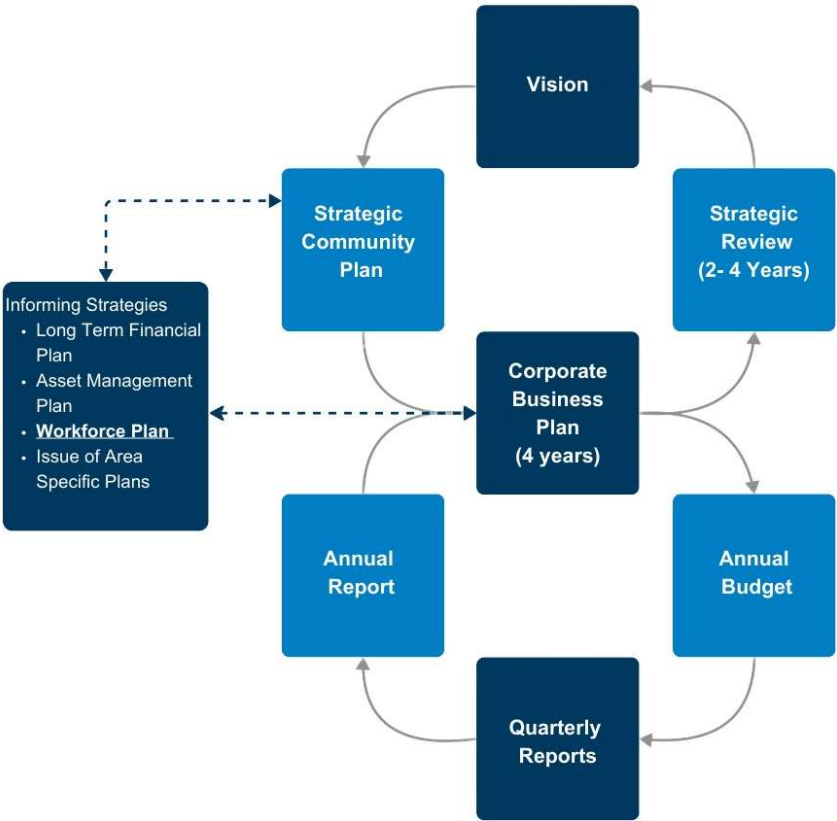 Vision
Strategic
Community
Plan
Strategic
Review
(2- 4 Years)
Informing Strategies
• Long Term Financial
Plan
• Asset Management
Plan
• Workforce Plan
• Issue of Area
Specific Plans
Corporate
Business
Plan
(4 years)
Annual
Report
Annual
Budget
Quarterly
Reports